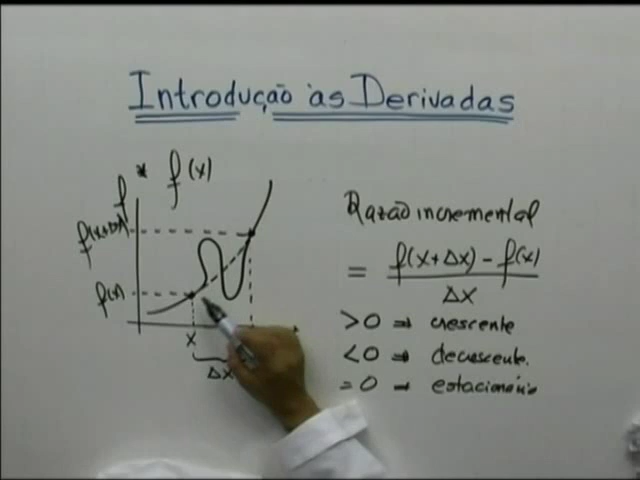 Introdução às Derivadas
f * f(x)
f(x+Δx)
f(x)
x
Δx
Razão incremental
= f(x+Δx) - f(x)
Δx
>0 ⇒ crescente
<0 ⇒ decrescente.
=0 → estacionário